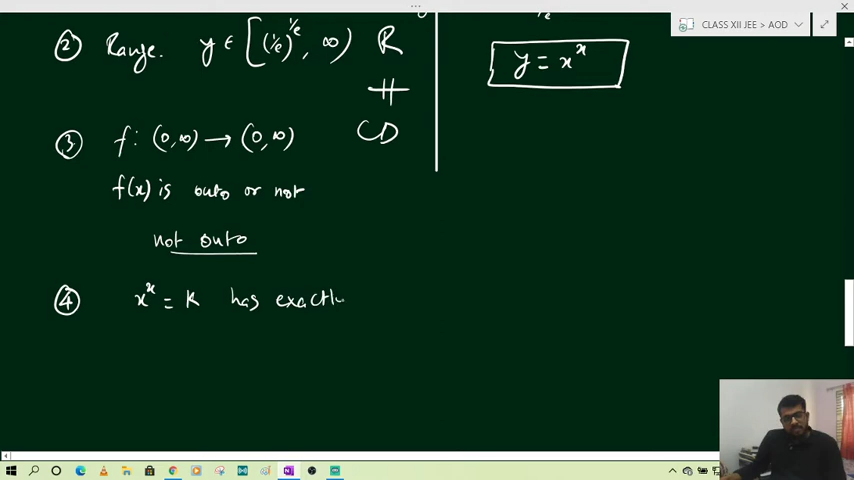 CLASS XII JEE > AOD
② Range. y ∈ [(1/e)^{1/e}, ∞) R
≠
CD
y = x^x
③ f: (0, ∞) → (0, ∞)
f(x) is onto or not
not onto
④ x^x = K has exactly